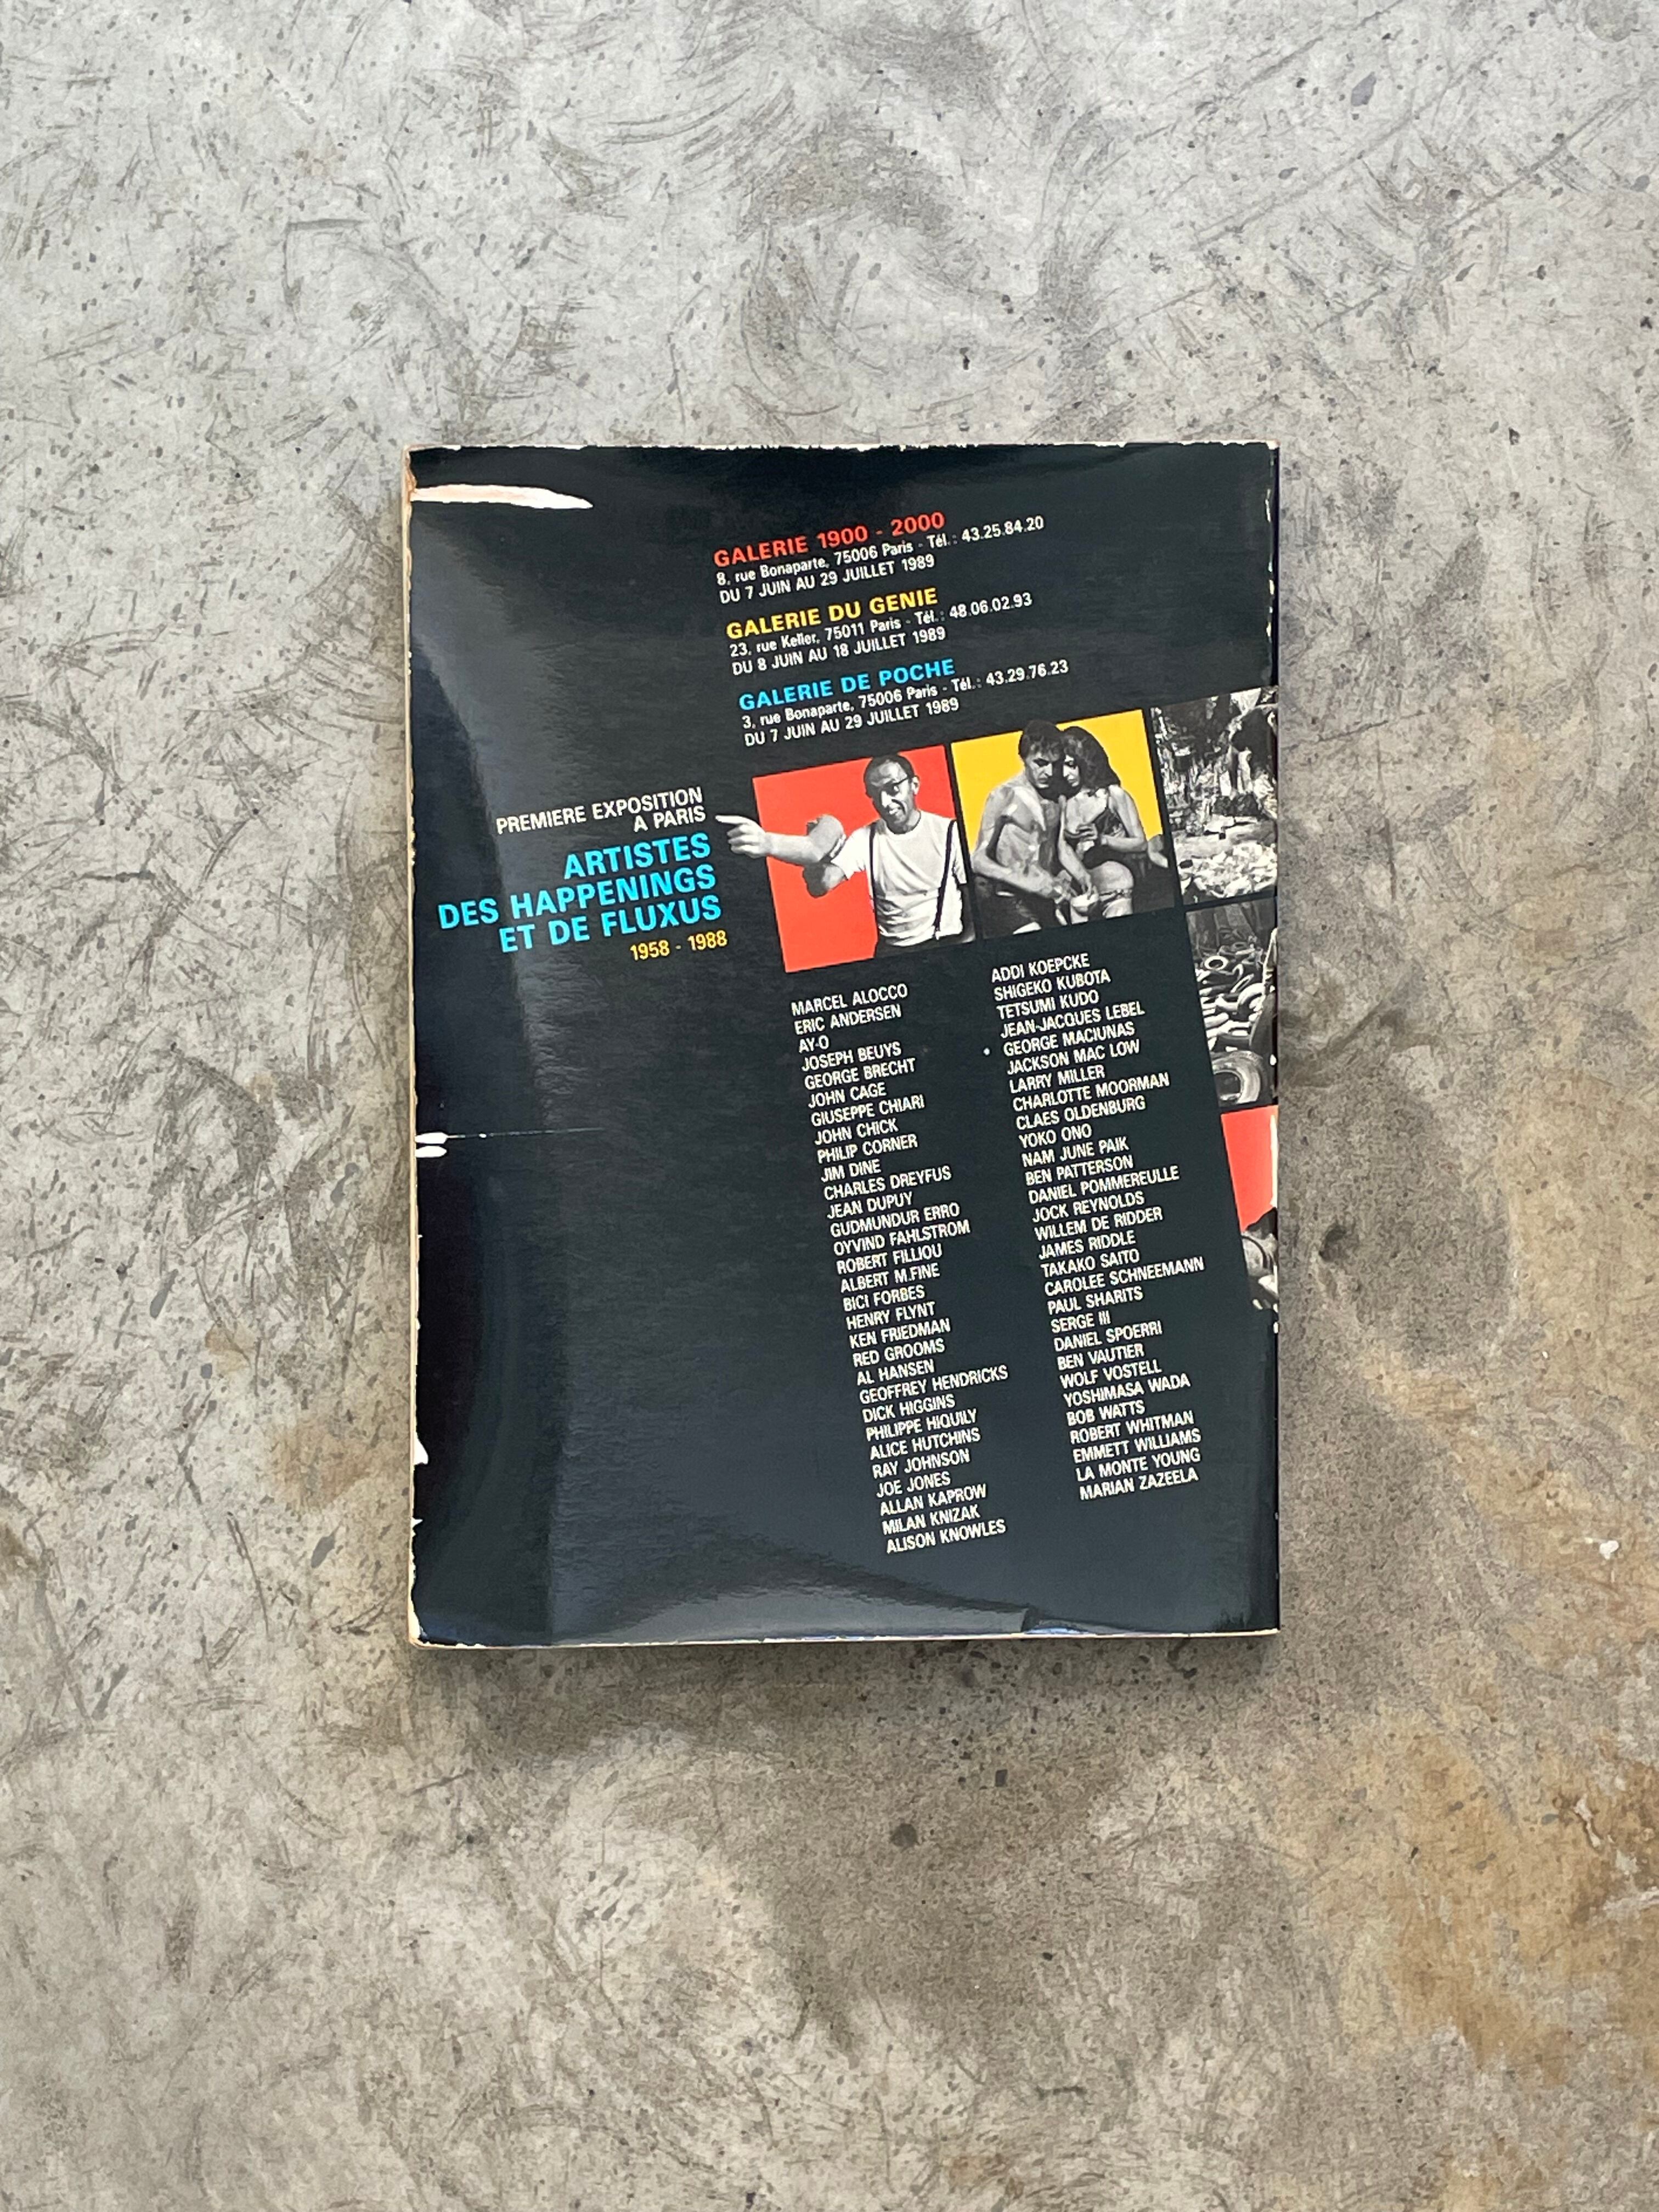 GALERIE 1900 - 2000
8, rue Bonaparte, 75006 Paris - Tél.: 43.25.84.20
DU 7 JUIN AU 29 JUILLET 1989
GALERIE DU GENIE
23, rue Keller, 75011 Paris - Tél.: 48.06.02.93
DU 8 JUIN AU 18 JUILLET 1989
GALERIE DE POCHE
3, rue Bonaparte, 75006 Paris - Tél.: 43.29.76.23
DU 7 JUIN AU 29 JUILLET 1989
PREMIERE EXPOSITION
A PARIS
ARTISTES
DES HAPPENINGS
ET DE FLUXUS
1958 - 1988
MARCEL ALOCCO
ERIC ANDERSEN
AY-O
JOSEPH BEUYS
GEORGE BRECHT
JOHN CAGE
GIUSEPPE CHIARI
JOHN CHICK
PHILIP CORNER
JIM DINE
CHARLES DREYFUS
JEAN DUPUY
GUDMUNDUR ERRO
OYVIND FAHLSTROM
ROBERT FILLIOU
ALBERT M.FINE
BICI FORBES
HENRY FLYNT
KEN FRIEDMAN
RED GROOMS
AL HANSEN
GEOFFREY HENDRICKS
DICK HIGGINS
PHILIPPE HIQUILY
ALICE HUTCHINS
RAY JOHNSON
JOE JONES
ALLAN KAPROW
MILAN KNIZAK
ALISON KNOWLES
ADDI KOEPCKE
SHIGEKO KUBOTA
TETSUMI KUDO
JEAN-JACQUES LEBEL
GEORGE MACIUNAS
JACKSON MAC LOW
LARRY MILLER
CHARLOTTE MOORMAN
CLAES OLDENBURG
YOKO ONO
NAM JUNE PAIK
BEN PATTERSON
DANIEL POMMEREULLE
JOCK REYNOLDS
WILLEM DE RIDDER
JAMES RIDDLE
TAKAKO SAITO
CAROLEE SCHNEEMANN
PAUL SHARITS
SERGE III
DANIEL SPOERRI
BEN VAUTIER
WOLF VOSTELL
YOSHIMASA WADA
BOB WATTS
ROBERT WHITMAN
EMMETT WILLIAMS
LA MONTE YOUNG
MARIAN ZAZEELA